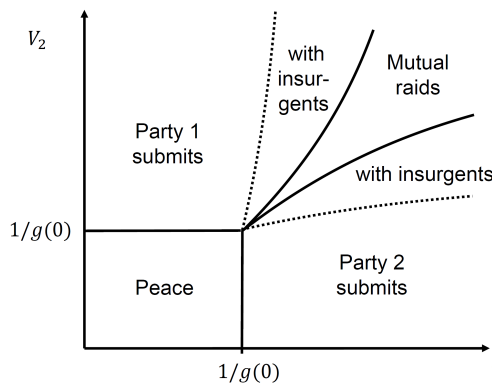 V₂
with
insur-
gents
Mutual
raids
Party 1
submits
with insurgents
1/g(0)
Party 2
submits
Peace
1/g(0)